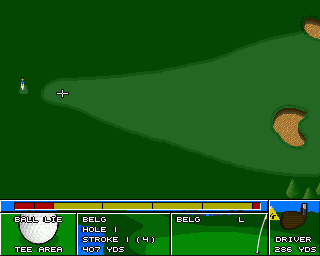 BALL LIE
TEE AREA
BELG
HOLE 1
STROKE 1 (4)
407 YDS
BELG L
DRIVER
286 YDS